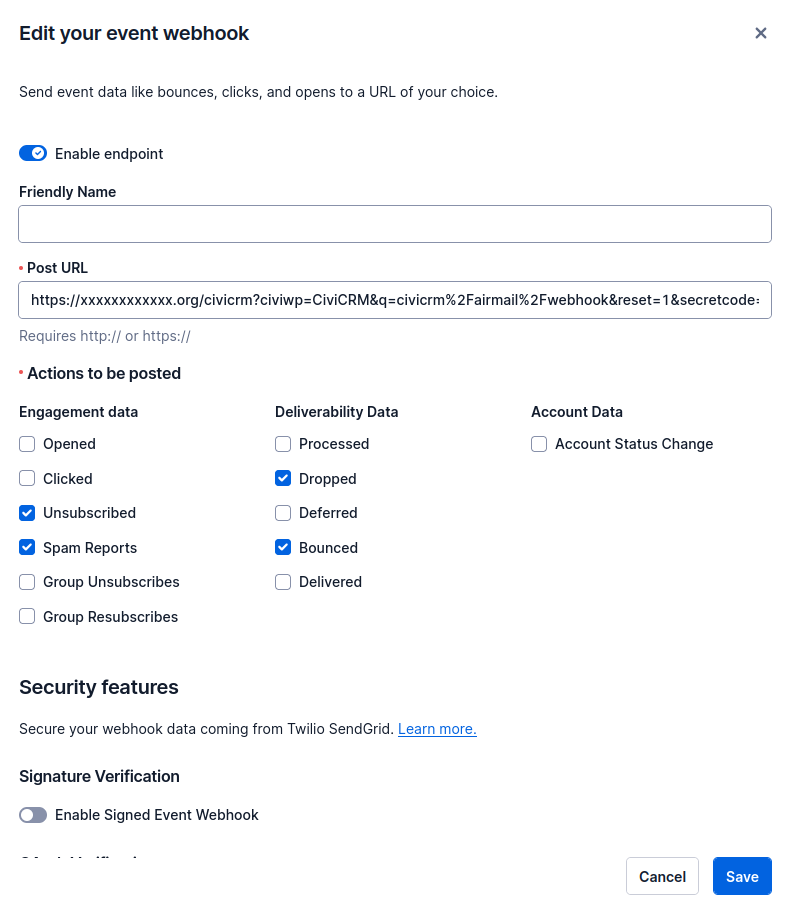 Edit your event webhook
Send event data like bounces, clicks, and opens to a URL of your choice.
Enable endpoint
Friendly Name
Post URL
https://xxxxxxxxxxxx.org/civicrm?civiwp=CiviCRM&q=civicrm%2Fairmail%2Fwebhook&reset=1&secretcode=
Requires http:// or https://
Actions to be posted
Engagement data
Opened
Clicked
Unsubscribed
Spam Reports
Group Unsubscribes
Group Resubscribes
Deliverability Data
Processed
Dropped
Deferred
Bounced
Delivered
Account Data
Account Status Change
Security features
Secure your webhook data coming from Twilio SendGrid. Learn more.
Signature Verification
Enable Signed Event Webhook
Cancel
Save